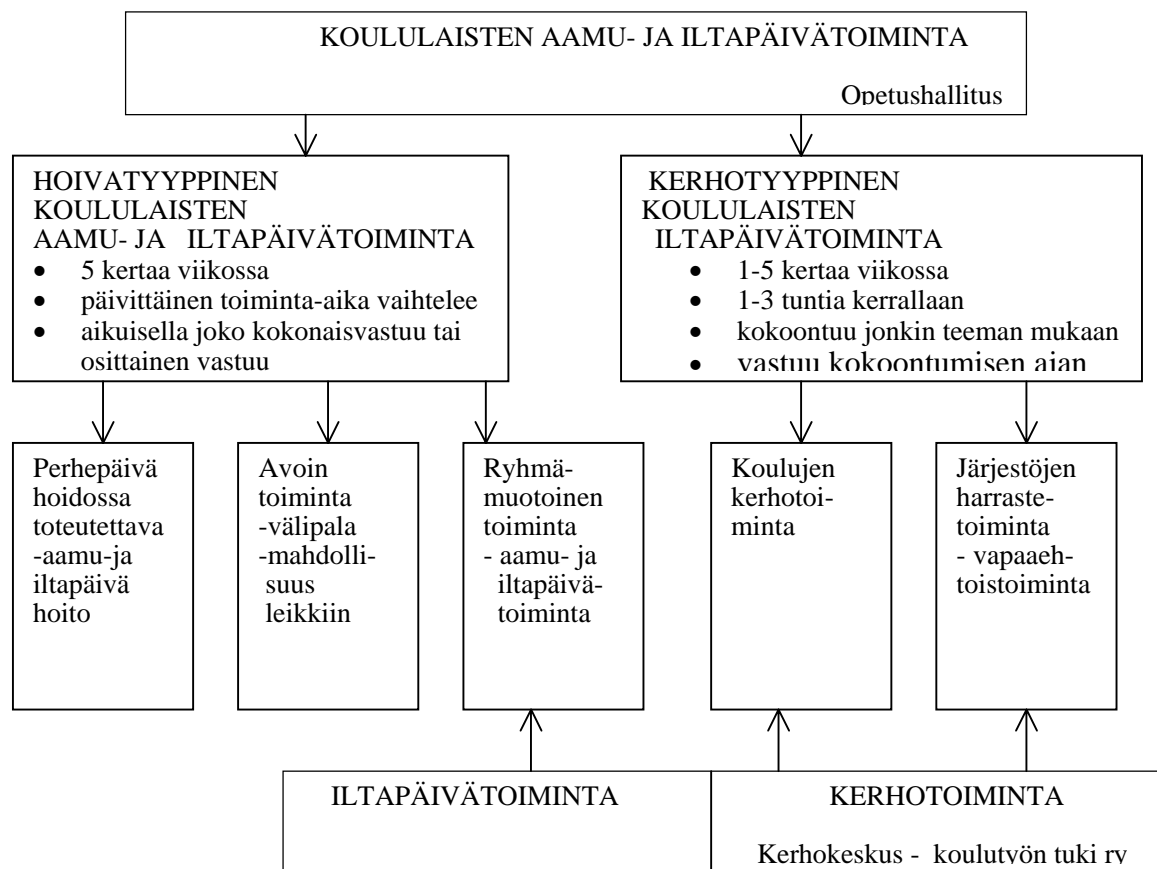 KOULULAISTEN AAMU- JA ILTAPÄIVÄTOIMINTA
Opetushallitus
HOIVATYYPPINEN
KOULULAISTEN
AAMU- JA ILTAPÄIVÄTOIMINTA
• 5 kertaa viikossa
• päivittäinen toiminta-aika vaihtelee
• aikuisella joko kokonaisvastuu tai
osittainen vastuu
KERHOTYYPPINEN
KOULULAISTEN
ILTAPÄIVÄTOIMINTA
• 1-5 kertaa viikossa
• 1-3 tuntia kerrallaan
• kokoontuu jonkin teeman mukaan
• vastuu kokoontumisen ajan
Perhepäivä
hoidossa
toteutettava
-aamu-ja
iltapäivä
hoito
Avoin
toiminta
-välipala
-mahdolli-
suus
leikkiin
Ryhmä-
muotoinen
toiminta
- aamu- ja
iltapäivä-
toiminta
Koulujen
kerhotoi-
minta
Järjestöjen
harraste-
toiminta
- vapaaeh-
toistoiminta
ILTAPÄIVÄTOIMINTA
KERHOTOIMINTA
Kerhokeskus - koulutyön tuki ry